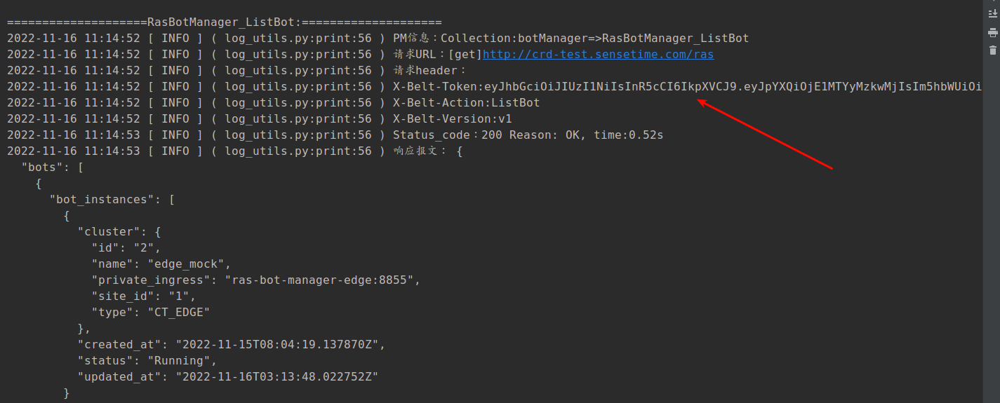 ====================RasBotManager_ListBot:====================
2022-11-16 11:14:52 [ INFO ] ( log_utils.py:print:56 ) PM信息：Collection:botManager=>RasBotManager_ListBot
2022-11-16 11:14:52 [ INFO ] ( log_utils.py:print:56 ) 请求URL：[get]http://crd-test.sensetime.com/ras
2022-11-16 11:14:52 [ INFO ] ( log_utils.py:print:56 ) 请求header：
2022-11-16 11:14:52 [ INFO ] ( log_utils.py:print:56 ) X-Belt-Token:eyJhbGciOiJIUzI1NiIsInR5cCI6IkpXVCJ9.eyJpYXQiOjE1MTYyMzkwMjIsIm5hbWUiOi
2022-11-16 11:14:52 [ INFO ] ( log_utils.py:print:56 ) X-Belt-Action:ListBot
2022-11-16 11:14:52 [ INFO ] ( log_utils.py:print:56 ) X-Belt-Version:v1
2022-11-16 11:14:53 [ INFO ] ( log_utils.py:print:56 ) Status_code：200 Reason: OK, time:0.52s
2022-11-16 11:14:53 [ INFO ] ( log_utils.py:print:56 ) 响应报文： {
"bots": [
{
"bot_instances": [
{
"cluster": {
"id": "2",
"name": "edge_mock",
"private_ingress": "ras-bot-manager-edge:8855",
"site_id": "1",
"type": "CT_EDGE"
},
"created_at": "2022-11-15T08:04:19.137870Z",
"status": "Running",
"updated_at": "2022-11-16T03:13:48.022752Z"
}